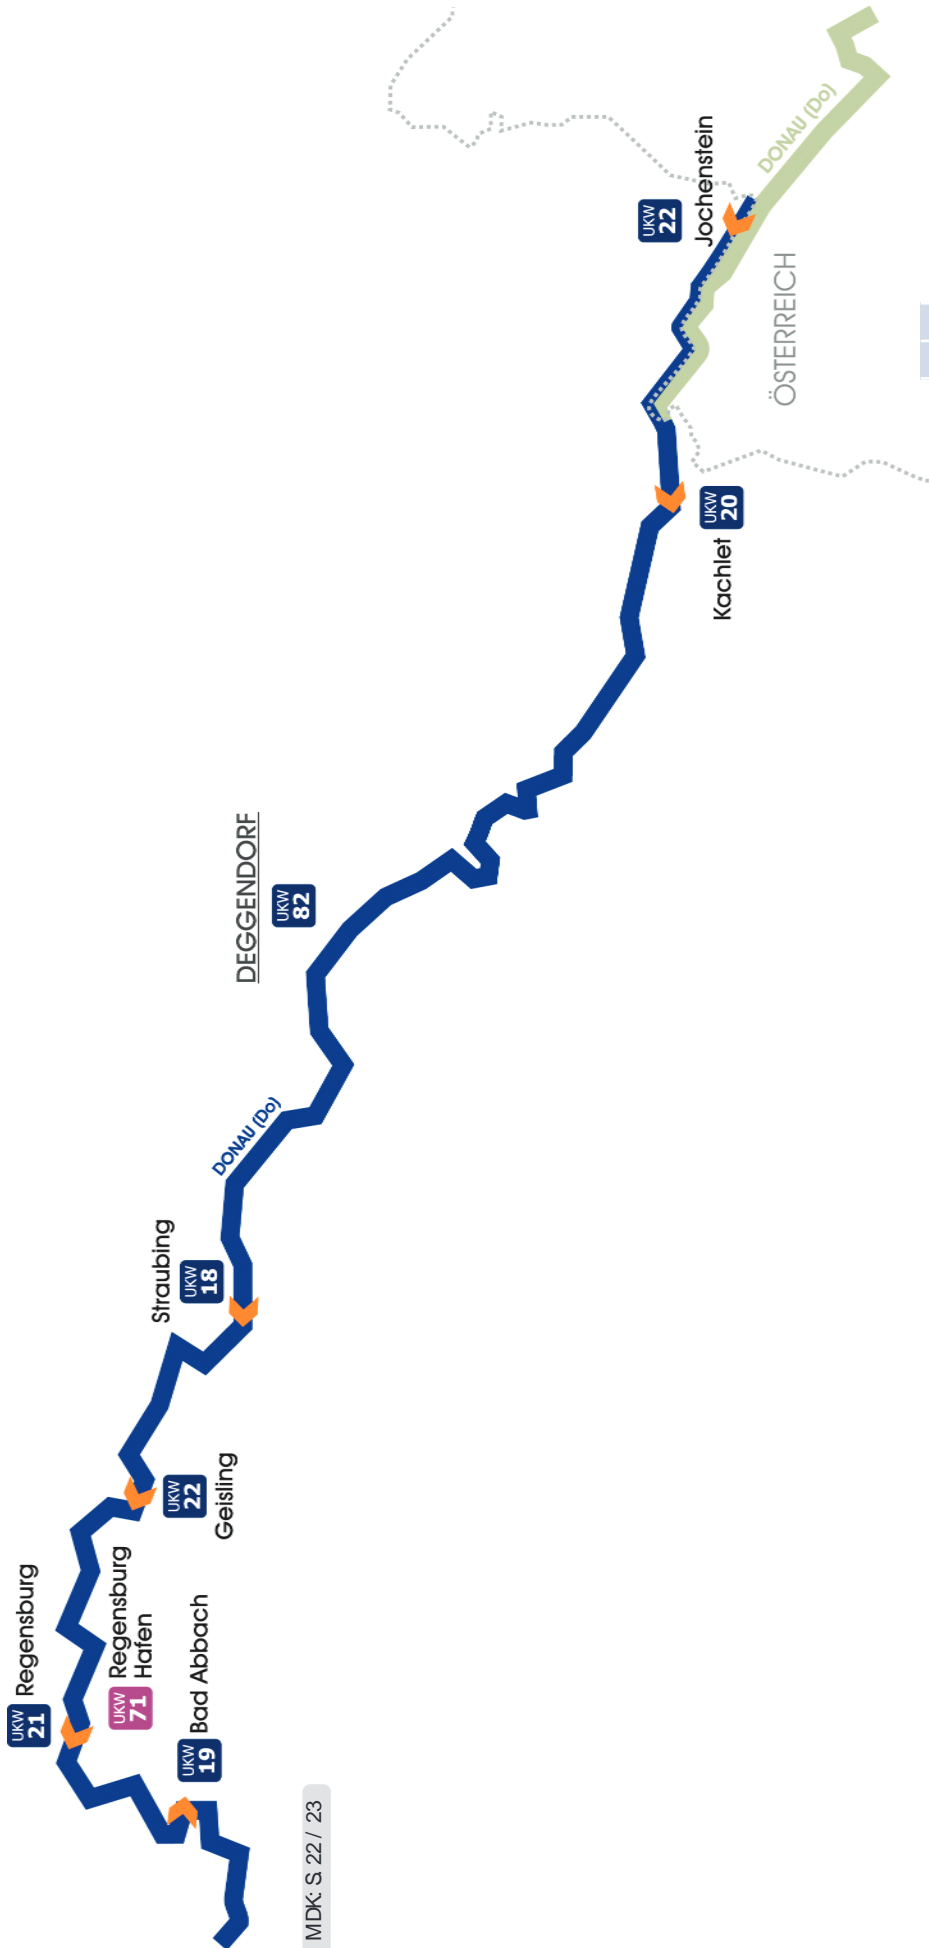 UKW
21
Regensburg
UKW
71
Regensburg
Hafen
UKW
19
Bad Abbach
MDK: S. 22 / 23
UKW
22
Geisling
Straubing
UKW
18
DONAU (Do)
DEGGENDORF
UKW
82
Kachlet
UKW
20
UKW
22
Jochenstein
ÖSTERREICH
DONAU (Do)